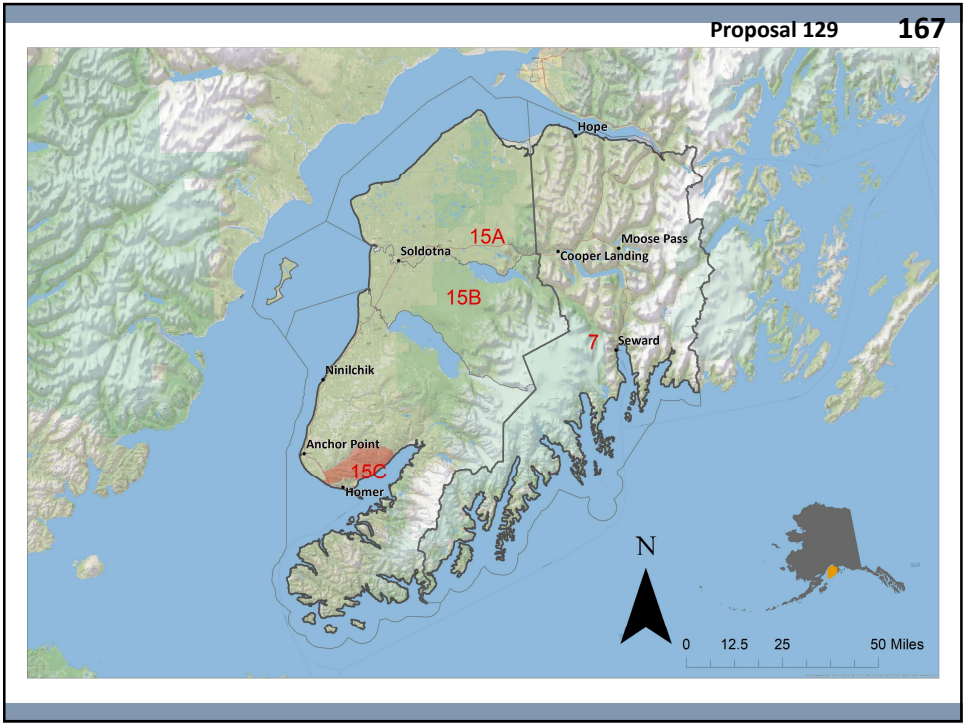 Proposal 129 167
Hope
15A
Moose Pass
Cooper Landing
Soldotna
15B
7
Seward
Ninilchik
Anchor Point
15C
Homer
N
0 12.5 25 50 Miles